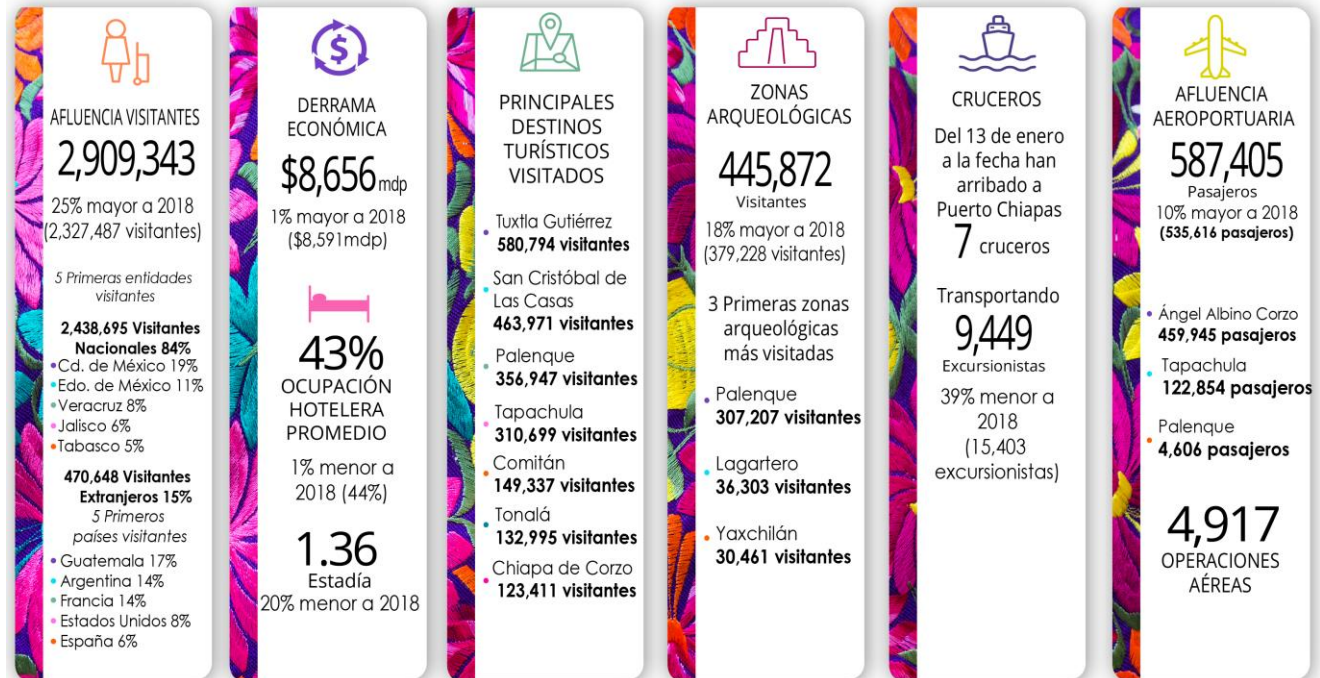 AFLUENCIA VISITANTES
2,909,343
25% mayor a 2018
(2,327,487 visitantes)
5 Primeras entidades
visitantes
2,438,695 Visitantes
Nacionales 84%
Cd. de México 19%
Edo. de México 11%
Veracruz 8%
Jalisco 6%
Tabasco 5%
470,648 Visitantes
Extranjeros 15%
5 Primeros
países visitantes
Guatemala 17%
Argentina 14%
Francia 14%
Estados Unidos 8%
España 6%
$
DERRAMA
ECONÓMICA
$8,656 mdp
1% mayor a 2018
($8,591mdp)
43%
OCUPACIÓN
HOTELERA
PROMEDIO
1% menor a
2018 (44%)
1.36
Estadía
20% menor a 2018
PRINCIPALES
DESTINOS
TURÍSTICOS
VISITADOS
Tuxtla Gutiérrez
580,794 visitantes
San Cristóbal de
Las Casas
463,971 visitantes
Palenque
356,947 visitantes
Tapachula
310,699 visitantes
Comitán
149,337 visitantes
Tonalá
132,995 visitantes
Chiapa de Corzo
123,411 visitantes
ZONAS
ARQUEOLÓGICAS
445,872
Visitantes
18% mayor a 2018
(379,228 visitantes)
3 Primeras zonas
arqueológicas
más visitadas
Palenque
307,207 visitantes
Lagartero
36,303 visitantes
Yaxchilán
30,461 visitantes
CRUCEROS
Del 13 de enero
a la fecha han
arribado a
Puerto Chiapas
7 cruceros
Transportando
9,449
Excursionistas
39% menor a
2018
(15,403
excursionistas)
AFLUENCIA
AEROPORTUARIA
587,405
Pasajeros
10% mayor a 2018
(535,616 pasajeros)
Ángel Albino Corzo
459,945 pasajeros
Tapachula
122,854 pasajeros
Palenque
4,606 pasajeros
4,917
OPERACIONES
AÉREAS